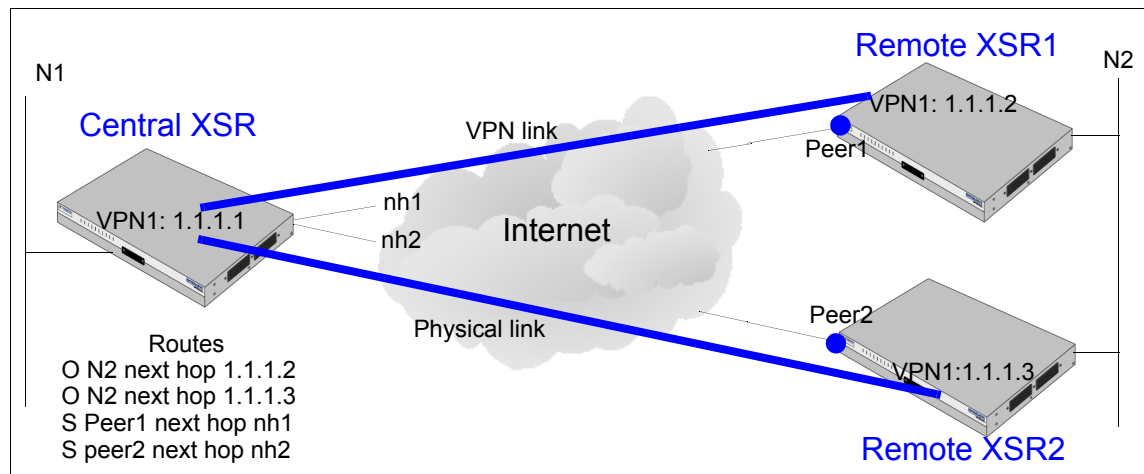 Remote XSR1
N1
N2
Central XSR
VPN1: 1.1.1.2
VPN link
Peer1
nh1
VPN1: 1.1.1.1
Internet
nh2
Peer2
Physical link
Routes
O N2 next hop 1.1.1.2
VPN1:1.1.1.3
O N2 next hop 1.1.1.3
S Peer1 next hop nh1
S peer2 next hop nh2
Remote XSR2